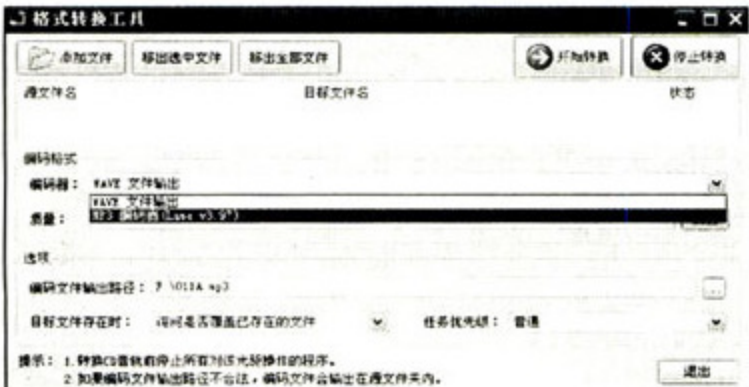 格式转换工具
添加文件 移出选中文件 移出全部文件 开始转换 停止转换
源文件名 目标文件名 状态
编码格式
编码器： WAVE 文件输出
WAVE 文件输出
MP3 编码器(Lame v3.97)
质量：
选项
编码文件输出路径： F:\011A.mp3
目标文件存在时： 询问是否覆盖已存在的文件 任务优先级： 普通
提示： 1.转换CD音轨前停止所有对该光驱操作的程序。
2.如果编码文件输出路径不合法，编码文件会输出在源文件夹内。
退出